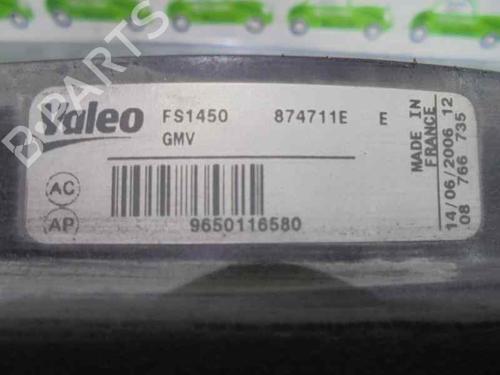 B-PARTS
Valeo
FS1450 874711E E
GMV
AC
AP
9650116580
MADE IN
FRANCE
14/06/2006 12
08 766 735